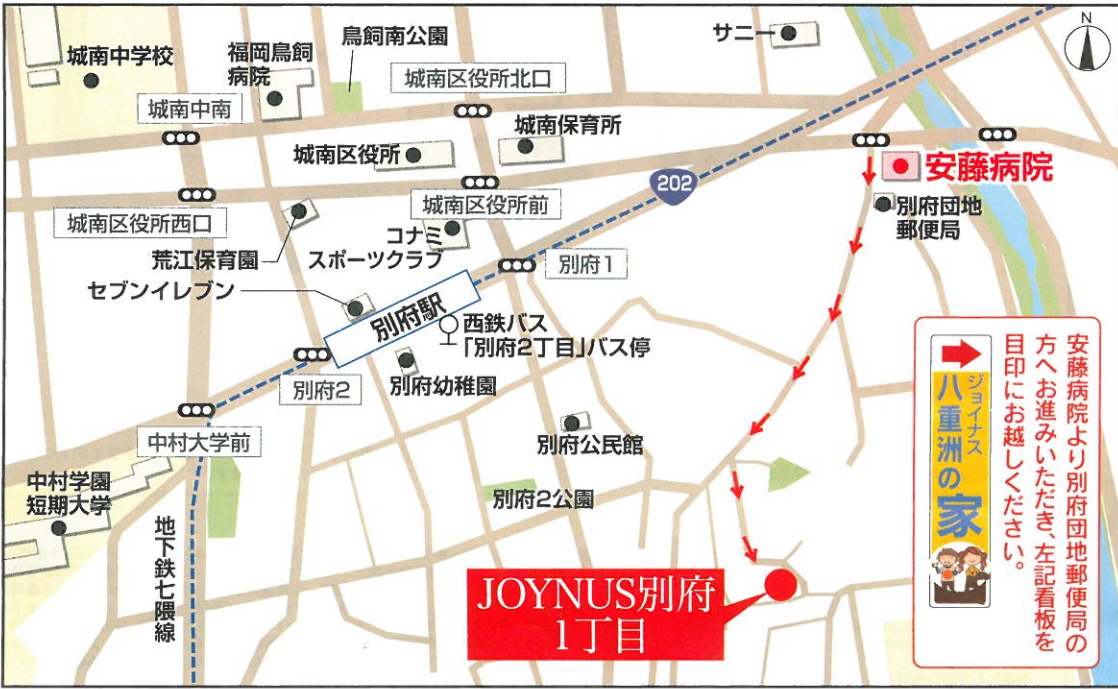 N
サニー
鳥飼南公園
城南中学校
福岡鳥飼
病院
城南区役所北口
城南中南
城南保育所
城南区役所
安藤病院
202
城南区役所西口
城南区役所前
別府団地
郵便局
コナミ
スポーツクラブ
荒江保育園
別府1
セブンイレブン
別府駅
西鉄バス
「別府2丁目」バス停
別府2
別府幼稚園
中村大学前
別府公民館
中村学園
短期大学
別府2公園
地下鉄七隈線
JOYNUS別府
1丁目
安藤病院より別府団地郵便局の
方へお進みいただき、左記看板を
目印にお越しください。
ジョイナス
八重洲の家